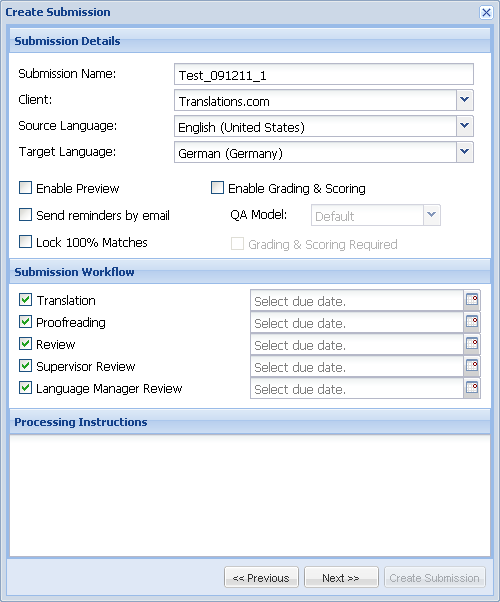 Create Submission
Submission Details
Submission Name: Test_091211_1
Client: Translations.com
Source Language: English (United States)
Target Language: German (Germany)
Enable Preview Enable Grading & Scoring
Send reminders by email QA Model: Default
Lock 100% Matches Grading & Scoring Required
Submission Workflow
Translation Select due date.
Proofreading Select due date.
Review Select due date.
Supervisor Review Select due date.
Language Manager Review Select due date.
Processing Instructions
<< Previous Next >> Create Submission